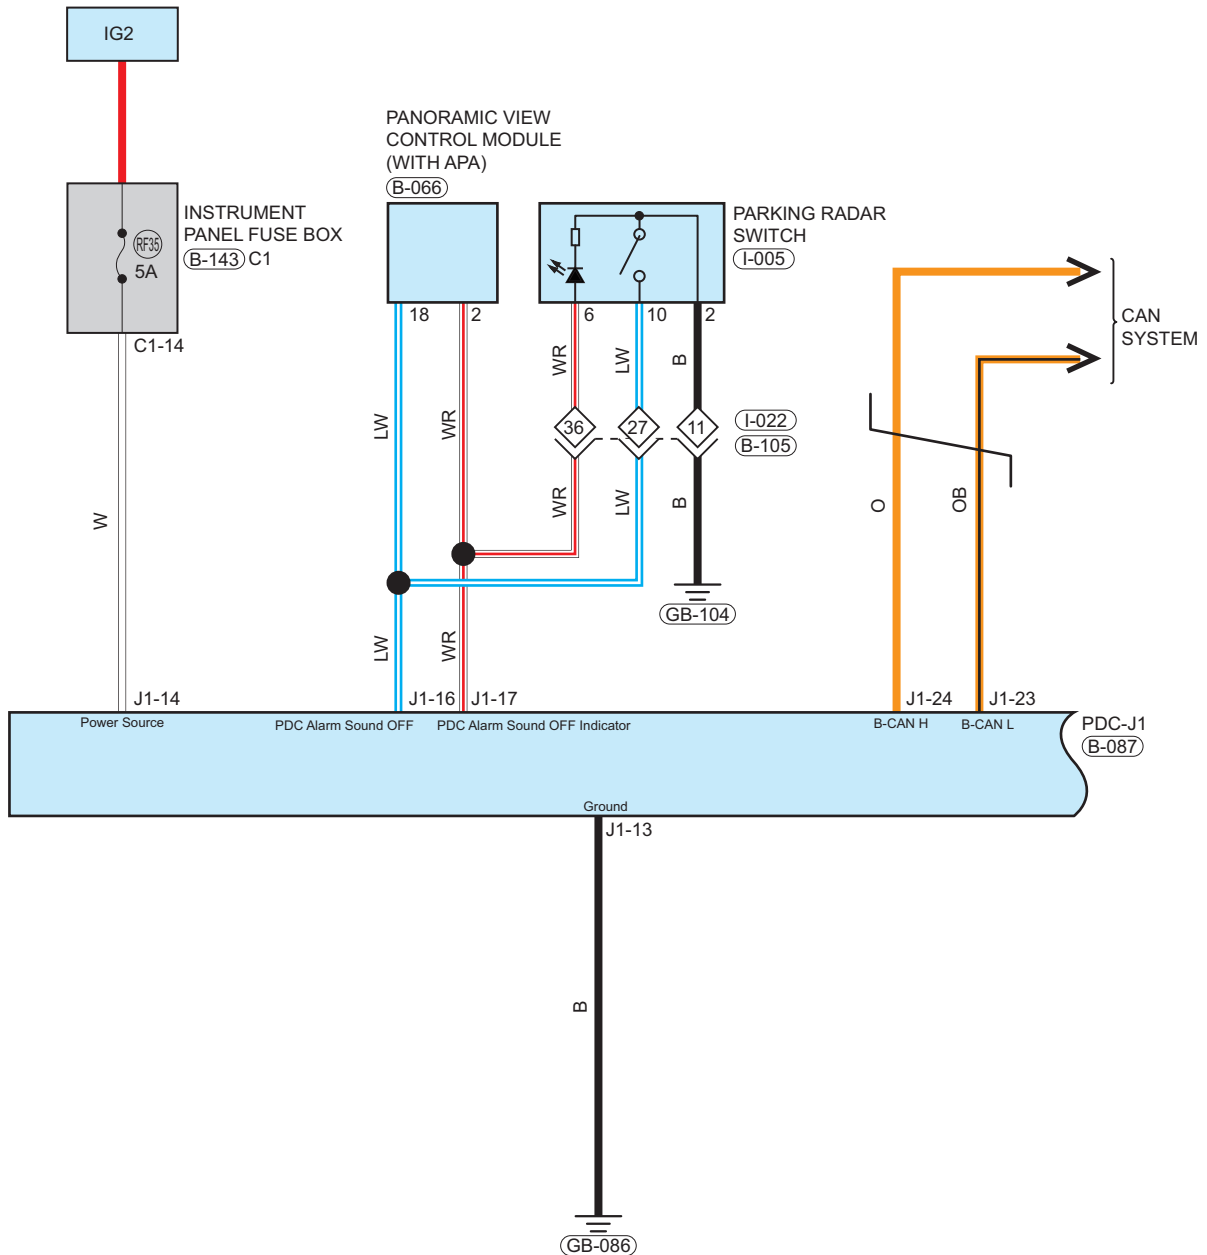 IG2
PANORAMIC VIEW
CONTROL MODULE
(WITH APA)
B-066
INSTRUMENT
PANEL FUSE BOX
B-143 C1
RF35
5A
C1-14
PARKING RADAR
SWITCH
I-005
18
2
6
10
2
CAN
SYSTEM
WR
LW
B
LW
WR
36
27
11
I-022
B-105
W
WR
LW
B
O
OB
GB-104
LW
WR
J1-14
J1-16
J1-17
J1-24
J1-23
Power Source
PDC Alarm Sound OFF
PDC Alarm Sound OFF Indicator
B-CAN H
B-CAN L
PDC-J1
B-087
Ground
J1-13
B
GB-086